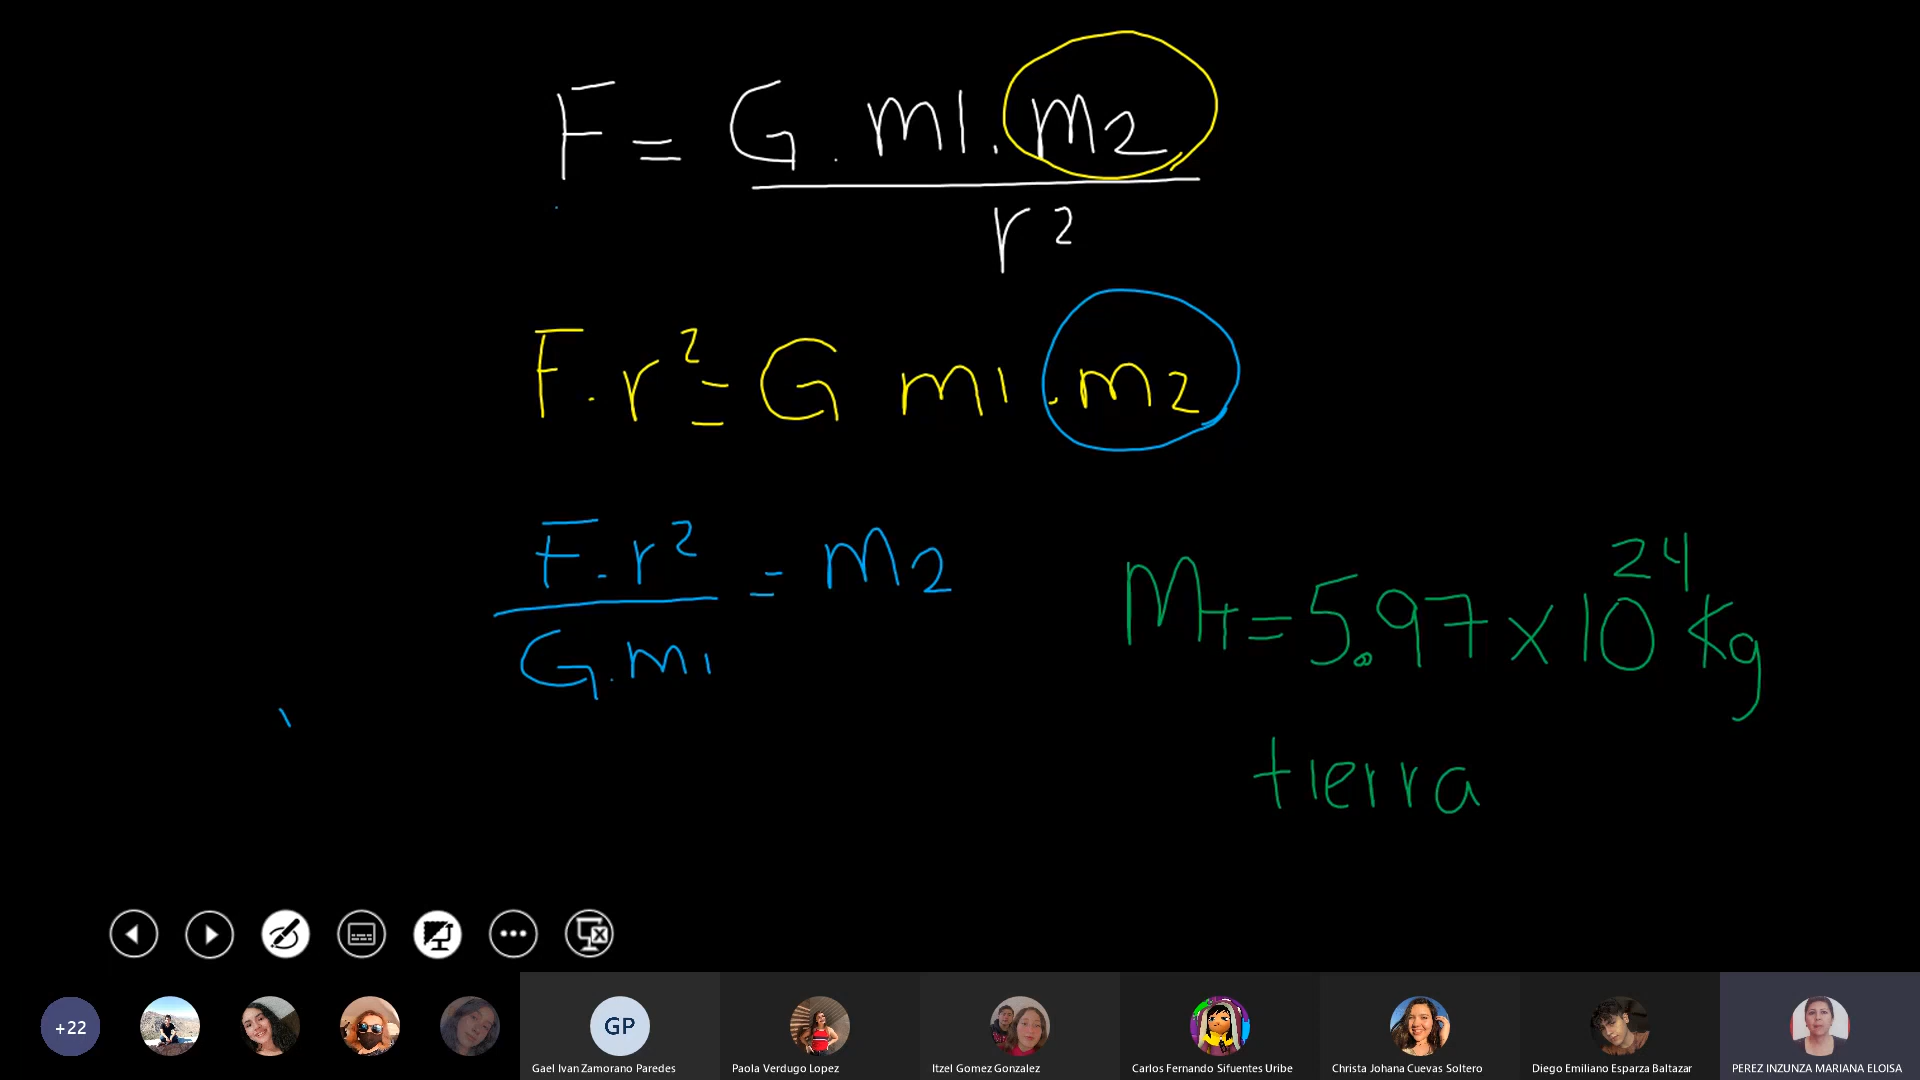 F = G . m1 . m2
r²
F . r² = G m1 . m2
F . r² = m2
G . m1
MT = 5.97 x 10²⁴ Kg
tierra
+22
GP
Gael Ivan Zamorano Paredes
Paola Verdugo Lopez
Itzel Gomez Gonzalez
Carlos Fernando Sifuentes Uribe
Christa Johana Cuevas Soltero
Diego Emiliano Esparza Baltazar
PEREZ INZUNZA MARIANA ELOISA